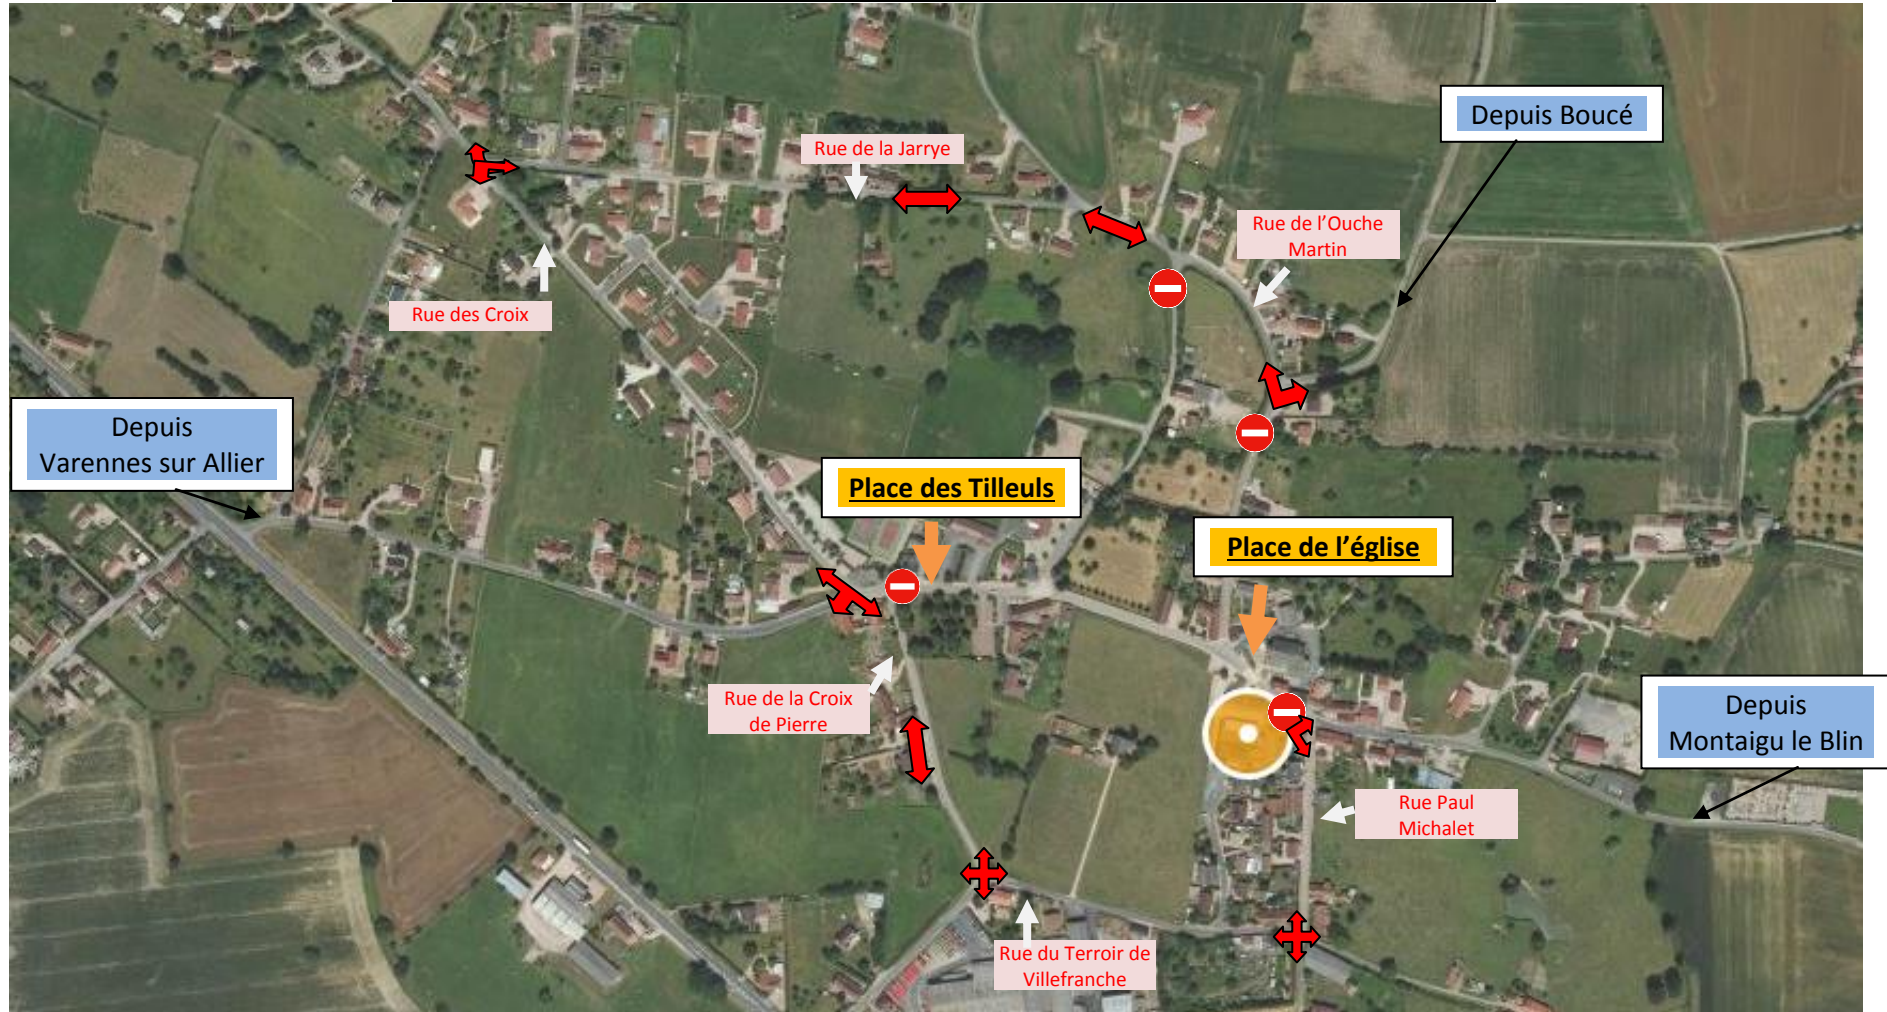 Depuis Boucé
Rue de la Jarrye
Rue de l’Ouche
Martin
Rue des Croix
Depuis
Varennes sur Allier
Place des Tilleuls
Place de l’église
Rue de la Croix
de Pierre
Depuis
Montaigu le Blin
Rue Paul
Michalet
Rue du Terroir de
Villefranche